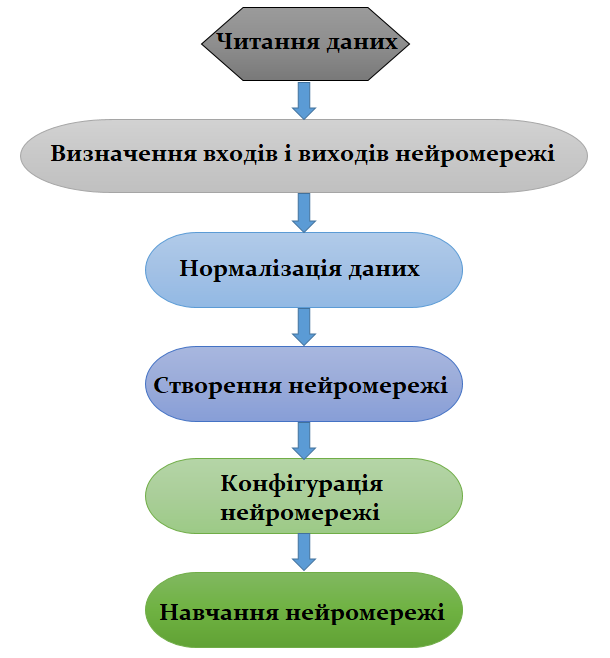 Читання даних
Визначення входів і виходів нейромережі
Нормалізація даних
Створення нейромережі
Конфігурація
нейромережі
Навчання нейромережі